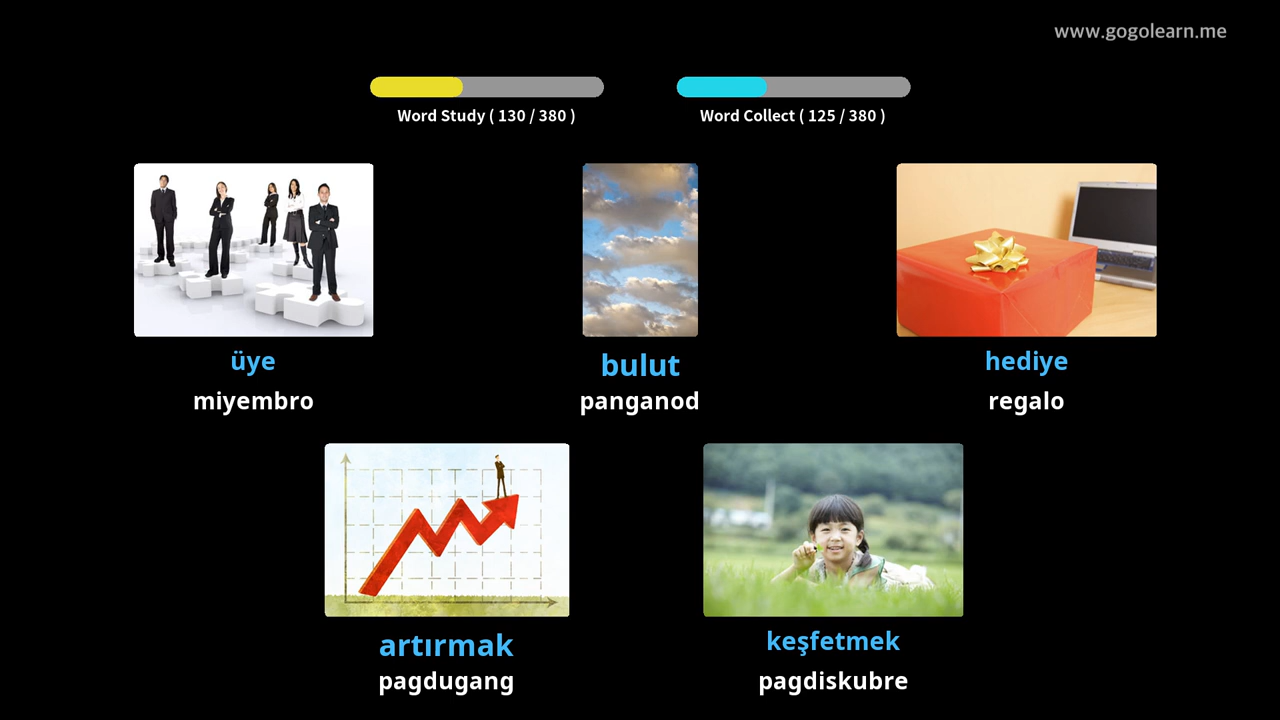 www.gogolearn.me
Word Study ( 130 / 380 )
Word Collect ( 125 / 380 )
üye
miyembro
bulut
panganod
hediye
regalo
artırmak
pagdugang
keşfetmek
pagdiskubre